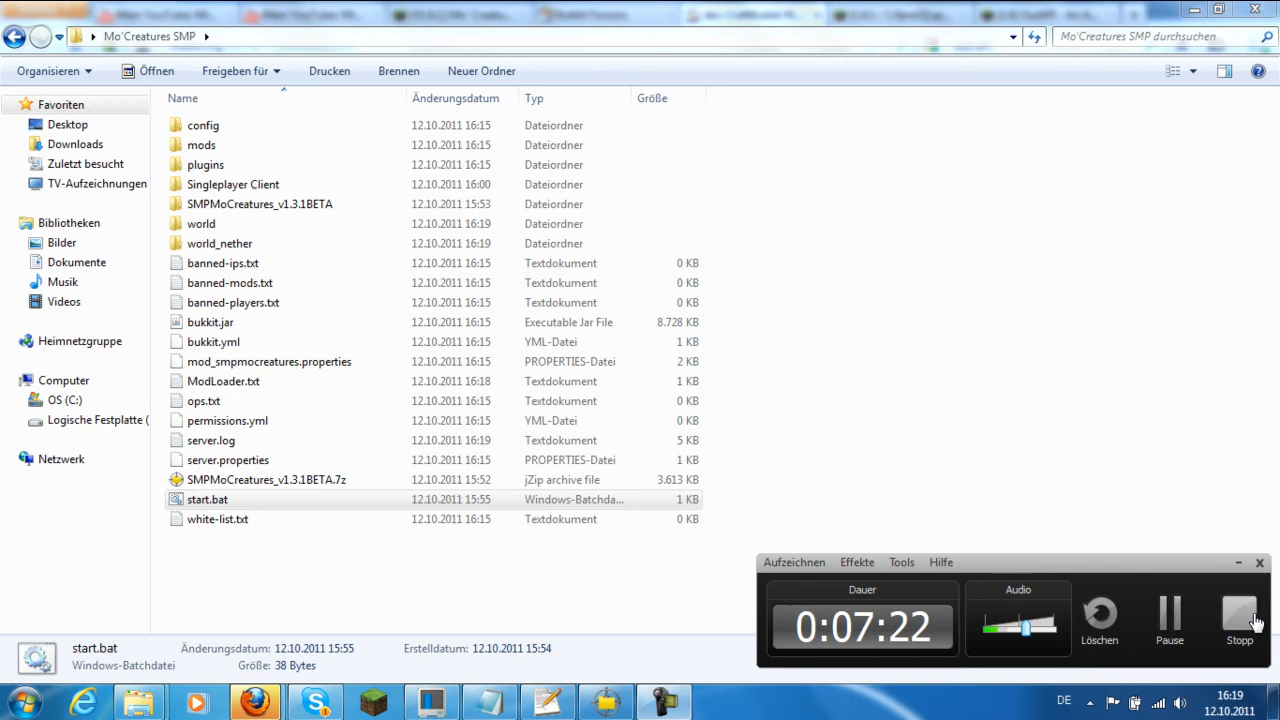 Mo'Creatures SMP
Mo'Creatures SMP durchsuchen
Organisieren Öffnen Freigeben für Drucken Brennen Neuer Ordner
Name Änderungsdatum Typ Größe
Favoriten
Desktop
Downloads
Zuletzt besucht
TV-Aufzeichnungen
Bibliotheken
Bilder
Dokumente
Musik
Videos
Heimnetzgruppe
Computer
OS (C:)
Logische Festplatte (
Netzwerk
config 12.10.2011 16:15 Dateiordner
mods 12.10.2011 16:15 Dateiordner
plugins 12.10.2011 16:15 Dateiordner
Singleplayer Client 12.10.2011 16:00 Dateiordner
SMPMoCreatures_v1.3.1BETA 12.10.2011 15:53 Dateiordner
world 12.10.2011 16:19 Dateiordner
world_nether 12.10.2011 16:19 Dateiordner
banned-ips.txt 12.10.2011 16:15 Textdokument 0 KB
banned-mods.txt 12.10.2011 16:15 Textdokument 0 KB
banned-players.txt 12.10.2011 16:15 Textdokument 0 KB
bukkit.jar 12.10.2011 16:15 Executable Jar File 8.728 KB
bukkit.yml 12.10.2011 16:15 YML-Datei 1 KB
mod_smpmocreatures.properties 12.10.2011 16:15 PROPERTIES-Datei 2 KB
ModLoader.txt 12.10.2011 16:18 Textdokument 1 KB
ops.txt 12.10.2011 16:15 Textdokument 0 KB
permissions.yml 12.10.2011 16:15 YML-Datei 0 KB
server.log 12.10.2011 16:19 Textdokument 5 KB
server.properties 12.10.2011 16:15 PROPERTIES-Datei 1 KB
SMPMoCreatures_v1.3.1BETA.7z 12.10.2011 15:52 jZip archive file 3.613 KB
start.bat 12.10.2011 15:55 Windows-Batchda... 1 KB
white-list.txt 12.10.2011 16:15 Textdokument 0 KB
Aufzeichnen Effekte Tools Hilfe
Dauer
0:07:22
Audio
Löschen
Pause
Stopp
start.bat Änderungsdatum: 12.10.2011 15:55 Erstelldatum: 12.10.2011 15:54
Windows-Batchdatei Größe: 38 Bytes
DE
16:19
12.10.2011